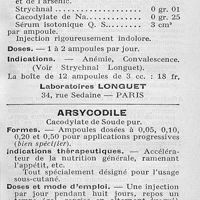 et de l'arsenic.
Strychnal ........ 0 gr. 01
Cacodylate de Na ........ 0 gr. 25
Sérum Isotonique Q. S. ........ 3 cm³
par ampoule.
Injection rigoureusement indolore.
Doses. — 1 à 2 ampoules par jour.
Indications. — Anémie, Convalescence.
(Voir Strychnal Longuet).
La boîte de 12 ampoules de 3 cc. : 18 fr.
Laboratoires LONGUET
34, rue Sedaine — PARIS
ARSYCODILE
Cacodylate de Soude pur.
Formes. — Ampoules dosées à 0,05, 0,10,
0,20 et 0,50 pour applications progressives
(bien spécifier).
Indications thérapeutiques. — Accélérateur
de la nutrition générale, ramenant
l'appétit, etc.
Tout spécialement désigné pour l'usage
sous-cutané.
Doses et mode d'emploi. — Une injection
par jour pendant huit jours, repos un